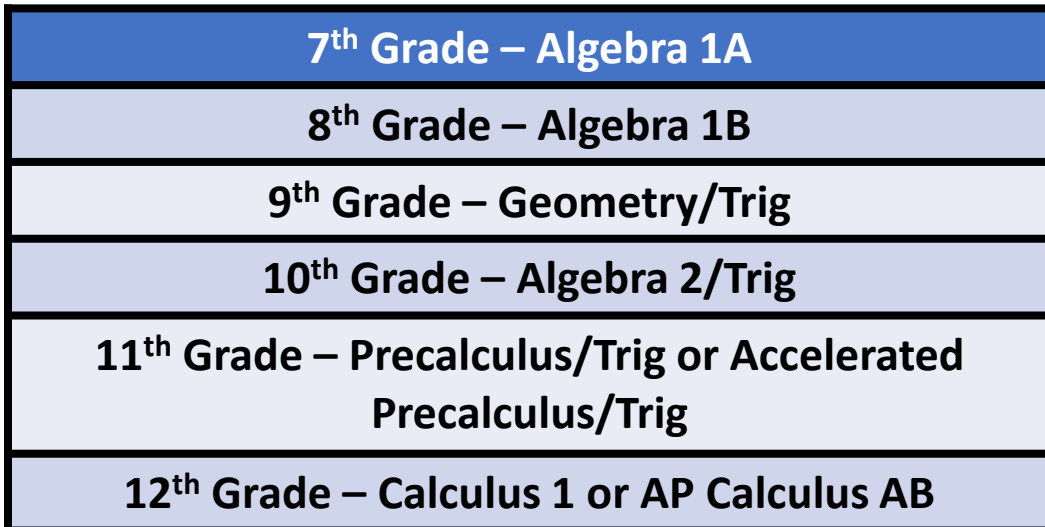 7th Grade – Algebra 1A
8th Grade – Algebra 1B
9th Grade – Geometry/Trig
10th Grade – Algebra 2/Trig
11th Grade – Precalculus/Trig or Accelerated
Precalculus/Trig
12th Grade – Calculus 1 or AP Calculus AB